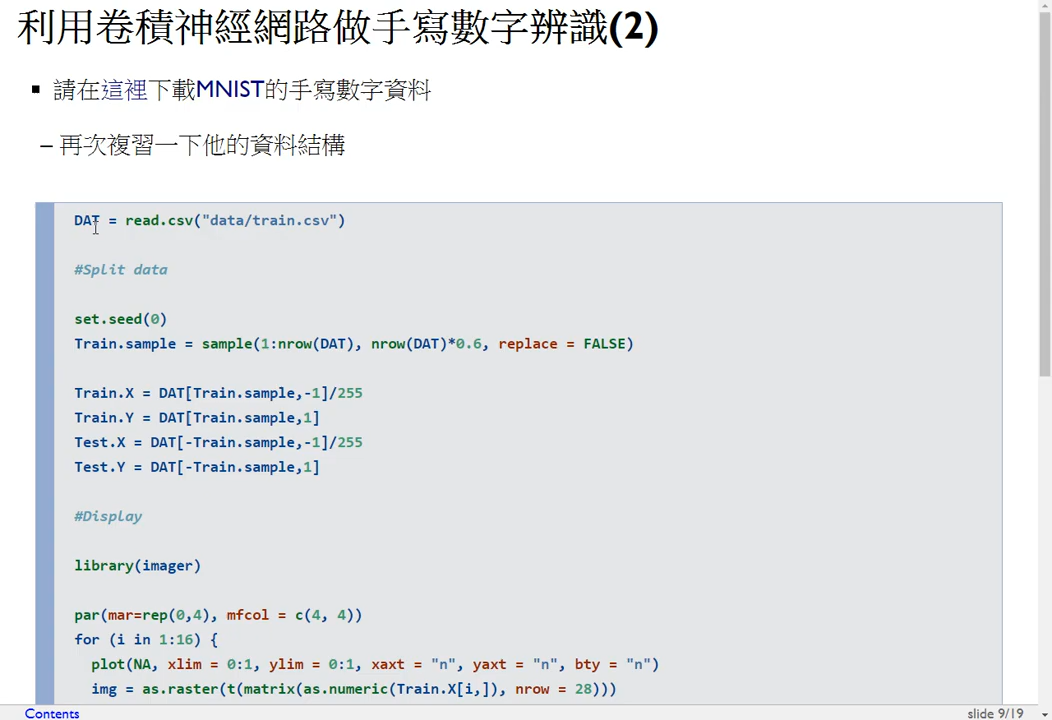 利用卷積神經網路做手寫數字辨識(2)
▪ 請在這裡下載MNIST的手寫數字資料
– 再次複習一下他的資料結構
DAT = read.csv("data/train.csv")
#Split data
set.seed(0)
Train.sample = sample(1:nrow(DAT), nrow(DAT)*0.6, replace = FALSE)
Train.X = DAT[Train.sample,-1]/255
Train.Y = DAT[Train.sample,1]
Test.X = DAT[-Train.sample,-1]/255
Test.Y = DAT[-Train.sample,1]
#Display
library(imager)
par(mar=rep(0,4), mfcol = c(4, 4))
for (i in 1:16) {
  plot(NA, xlim = 0:1, ylim = 0:1, xaxt = "n", yaxt = "n", bty = "n")
  img = as.raster(t(matrix(as.numeric(Train.X[i,]), nrow = 28)))
Contents
slide 9/19